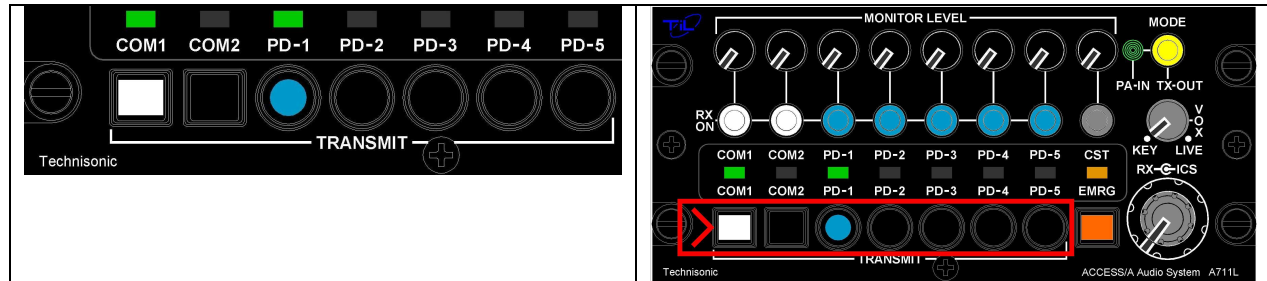 COM1 COM2 PD-1 PD-2 PD-3 PD-4 PD-5
TRANSMIT
Technisonic
TiL
MONITOR LEVEL
MODE
PA-IN TX-OUT
RX
ON
VOX
KEY LIVE
COM1 COM2 PD-1 PD-2 PD-3 PD-4 PD-5 CST
RX ICS
COM1 COM2 PD-1 PD-2 PD-3 PD-4 PD-5 EMRG
TRANSMIT
Technisonic
ACCESS/A Audio System A711L